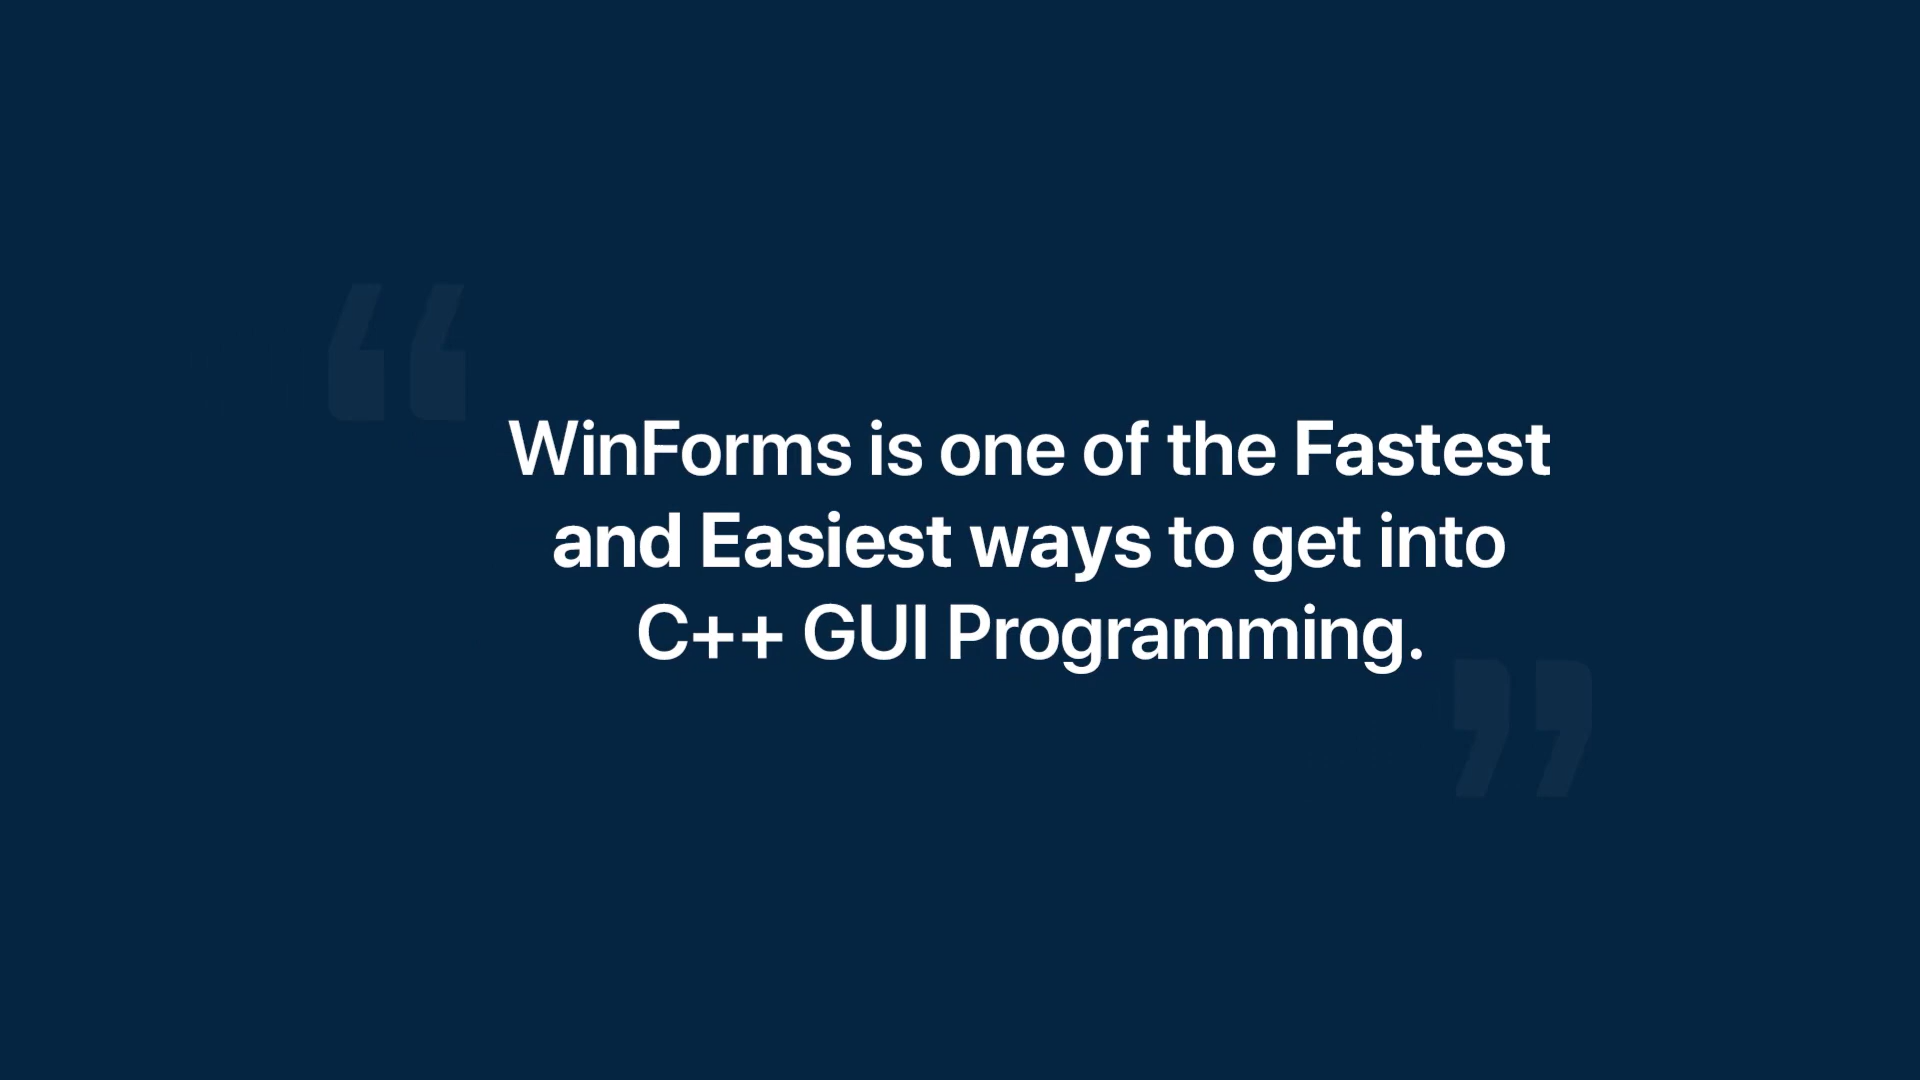 “
WinForms is one of the Fastest
and Easiest ways to get into
C++ GUI Programming.
”